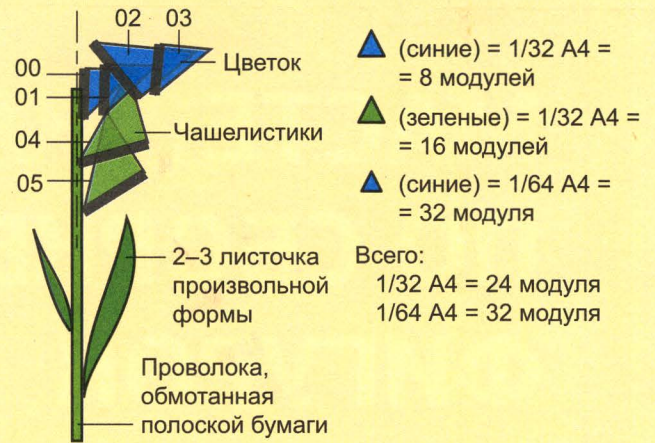 02 03
00
01
Цветок
04
Чашелистики
05
2–3 листочка
произвольной
формы
Проволока,
обмотанная
полоской бумаги
(синие) = 1/32 А4 =
= 8 модулей
(зеленые) = 1/32 А4 =
= 16 модулей
(синие) = 1/64 А4 =
= 32 модуля
Всего:
1/32 А4 = 24 модуля
1/64 А4 = 32 модуля